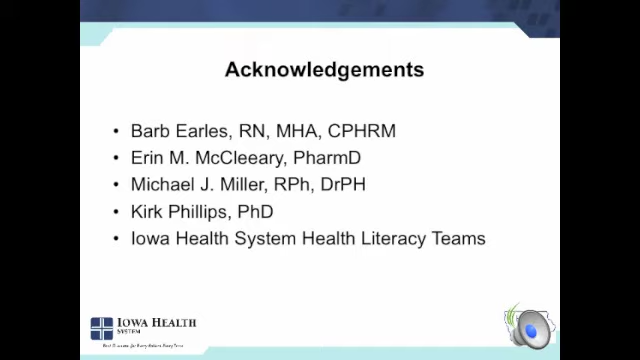 Acknowledgements
• Barb Earles, RN, MHA, CPHRM
• Erin M. McCleeary, PharmD
• Michael J. Miller, RPh, DrPH
• Kirk Phillips, PhD
• Iowa Health System Health Literacy Teams
IOWA HEALTH
SYSTEM